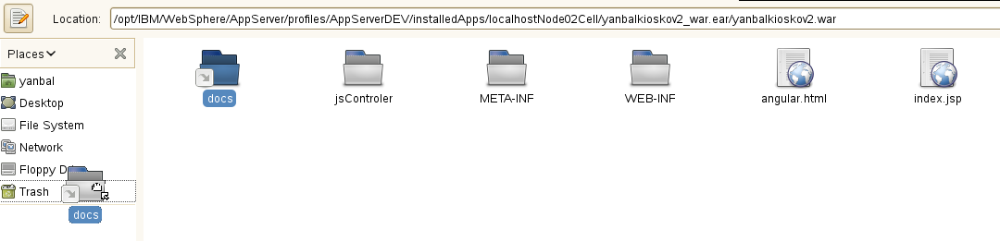 Location: /opt/IBM/WebSphere/AppServer/profiles/AppServerDEV/installedApps/localhostNode02Cell/yanbalkioskov2_war.ear/yanbalkioskov2.war
Places
docs jsControler META-INF WEB-INF angular.html index.jsp
yanbal
Desktop
File System
Network
Floppy
Trash
docs